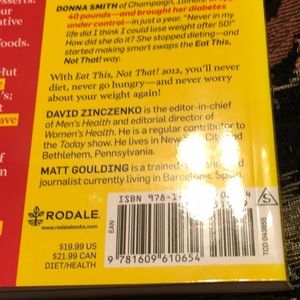 DONNA SMITH of Champaign, Illinois,
40 pounds—and brought her diabetes
under control—in just a year. "Never in my
life did I think I could lose weight after 50!"
How did she do it? She stopped dieting—and
started making smart swaps the Eat This,
Not That! way.
With Eat This, Not That! 2012, you'll never
diet, never go hungry—and never worry
about your weight again!
DAVID ZINCZENKO is the editor-in-chief
of Men's Health and editorial director of
Women's Health. He is a regular contributor to
the Today show. He lives in New City and
Bethlehem, Pennsylvania.
MATT GOULDING is a trained and
journalist currently living in Barcelona, Spain.
RODALE
www.rodalebooks.com
$19.99 US
$21.99 CAN
DIET/HEALTH
ISBN 978-1-
EAN
9 781609 610654
S
foods.
Hut